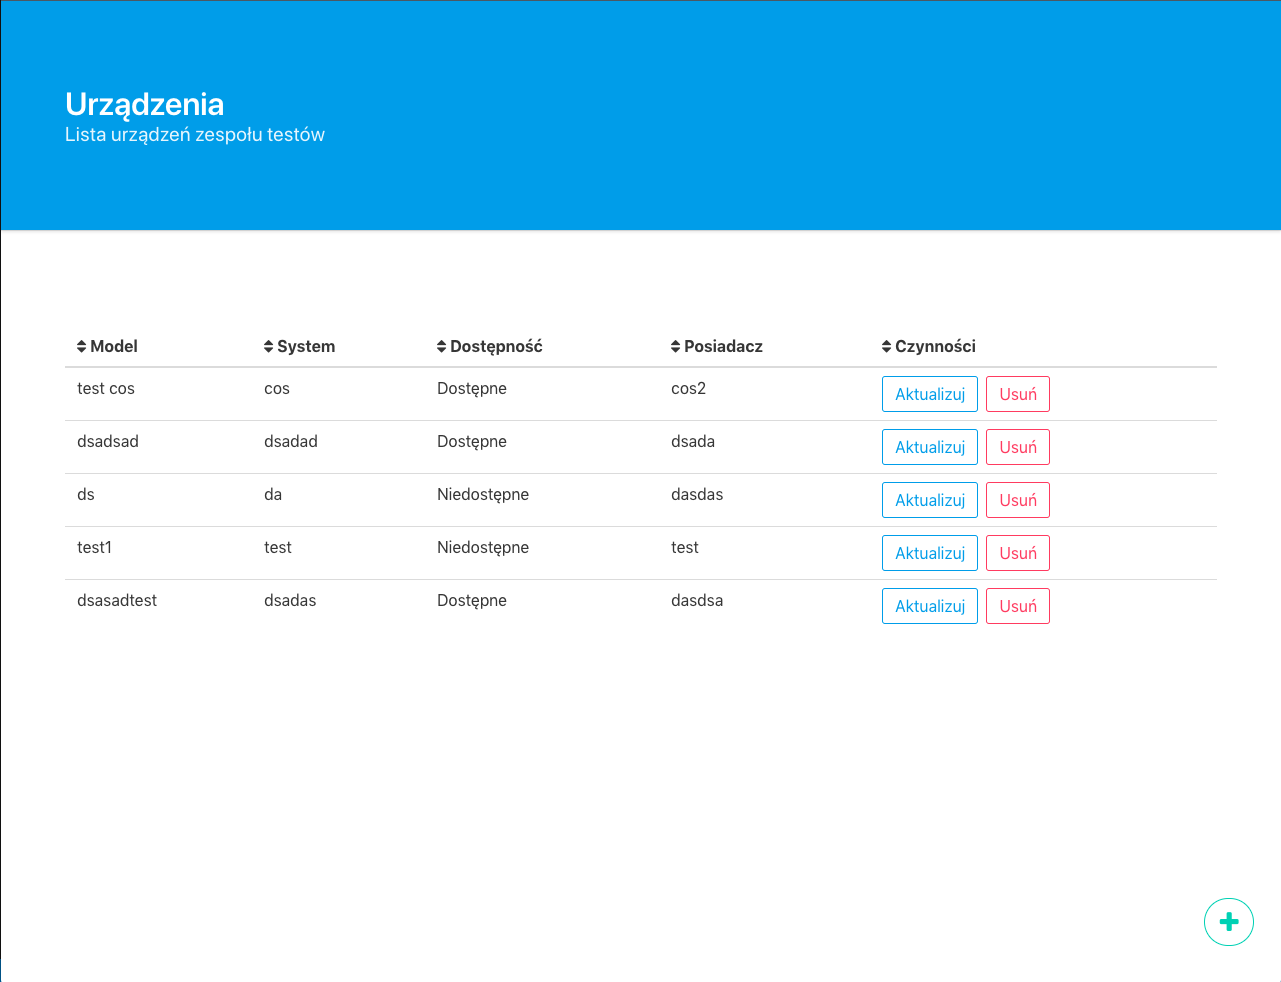 Urządzenia
Lista urządzeń zespołu testów
Model System Dostępność Posiadacz Czynności
test cos cos Dostępne cos2 Aktualizuj Usuń
dsadsad dsadad Dostępne dsada Aktualizuj Usuń
ds da Niedostępne dasdas Aktualizuj Usuń
test1 test Niedostępne test Aktualizuj Usuń
dsasadtest dsadas Dostępne dasdsa Aktualizuj Usuń